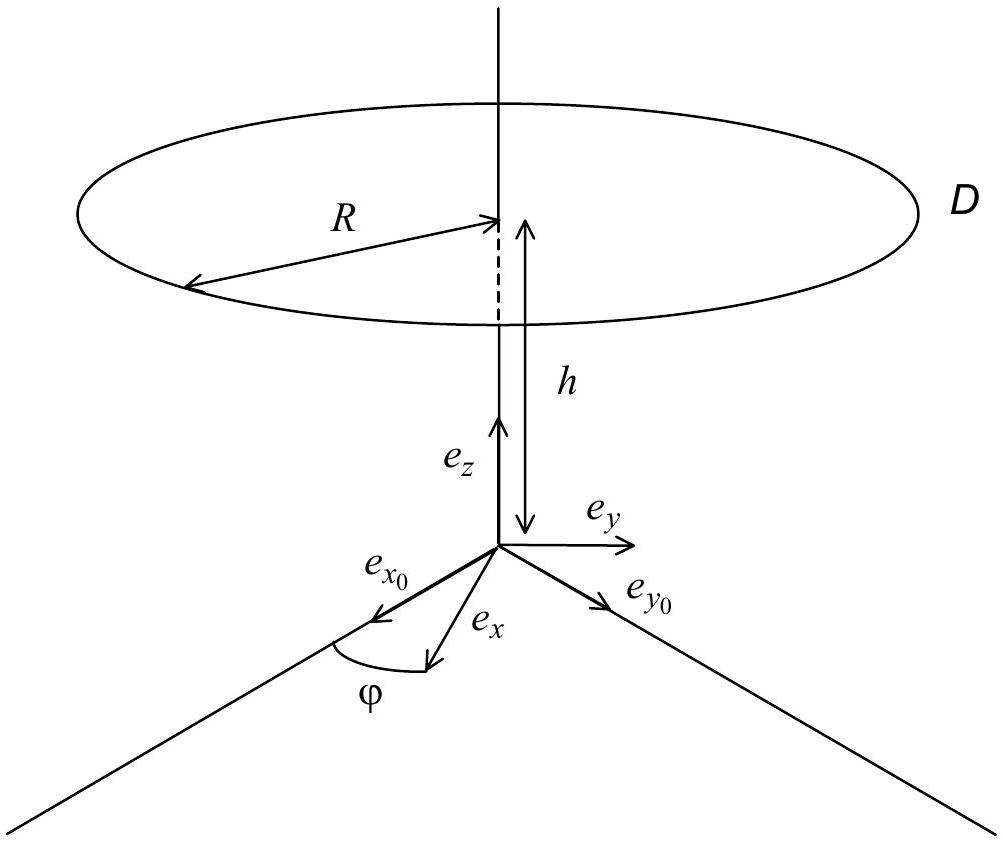 D
R
h
e_z
e_y
e_{x_0}
e_{y_0}
e_x
φ